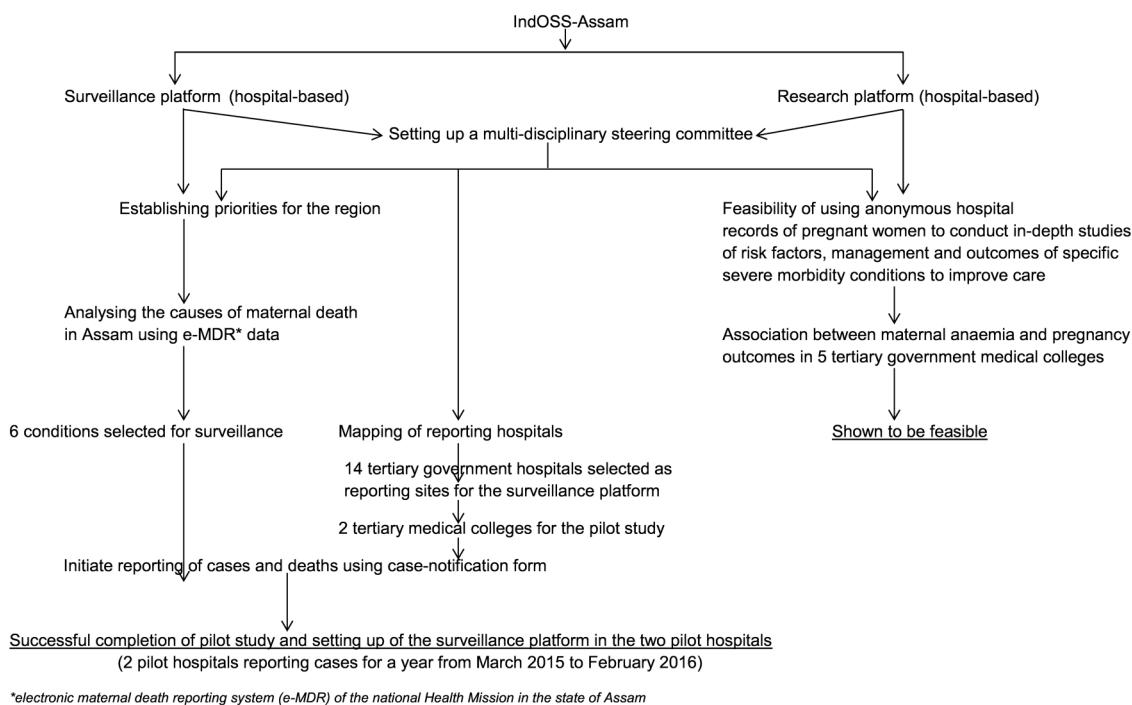 IndOSS-Assam
Surveillance platform (hospital-based)
Research platform (hospital-based)
Setting up a multi-disciplinary steering committee
Establishing priorities for the region
Feasibility of using anonymous hospital
records of pregnant women to conduct in-depth studies
of risk factors, management and outcomes of specific
severe morbidity conditions to improve care
Analysing the causes of maternal death
in Assam using e-MDR* data
Association between maternal anaemia and pregnancy
outcomes in 5 tertiary government medical colleges
6 conditions selected for surveillance
Mapping of reporting hospitals
Shown to be feasible
14 tertiary government hospitals selected as
reporting sites for the surveillance platform
2 tertiary medical colleges for the pilot study
Initiate reporting of cases and deaths using case-notification form
Successful completion of pilot study and setting up of the surveillance platform in the two pilot hospitals
(2 pilot hospitals reporting cases for a year from March 2015 to February 2016)
*electronic maternal death reporting system (e-MDR) of the national Health Mission in the state of Assam